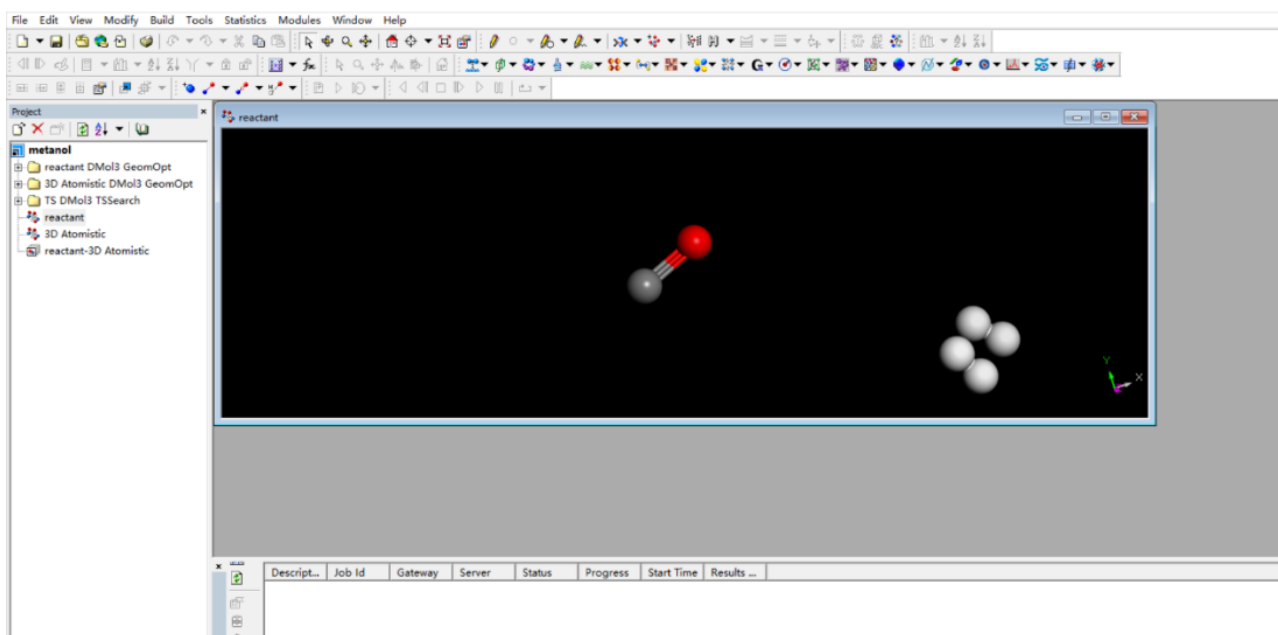 File Edit View Modify Build Tools Statistics Modules Window Help
Project
metanol
reactant DMol3 GeomOpt
3D Atomistic DMol3 GeomOpt
TS DMol3 TSSearch
reactant
3D Atomistic
reactant-3D Atomistic
reactant
Y
X
Descript... Job Id Gateway Server Status Progress Start Time Results ...